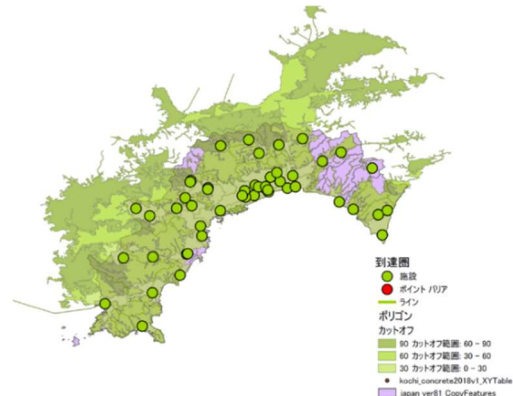 到達圏
施設
ポイント バリア
ライン
ポリゴン
カットオフ
90 カットオフ範囲: 60 - 90
60 カットオフ範囲: 30 - 60
30 カットオフ範囲: 0 - 30
kochi_concrete2018v1_XYTable
japan_ver81_CopyFeatures